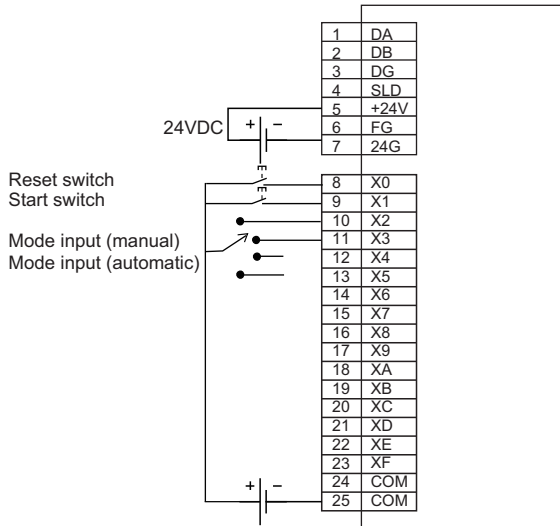 1 DA
2 DB
3 DG
4 SLD
5 +24V
6 FG
7 24G
24VDC + −
8 X0
9 X1
10 X2
11 X3
12 X4
13 X5
14 X6
15 X7
16 X8
17 X9
18 XA
19 XB
20 XC
21 XD
22 XE
23 XF
24 COM
25 COM
Reset switch
Start switch
Mode input (manual)
Mode input (automatic)
+ −